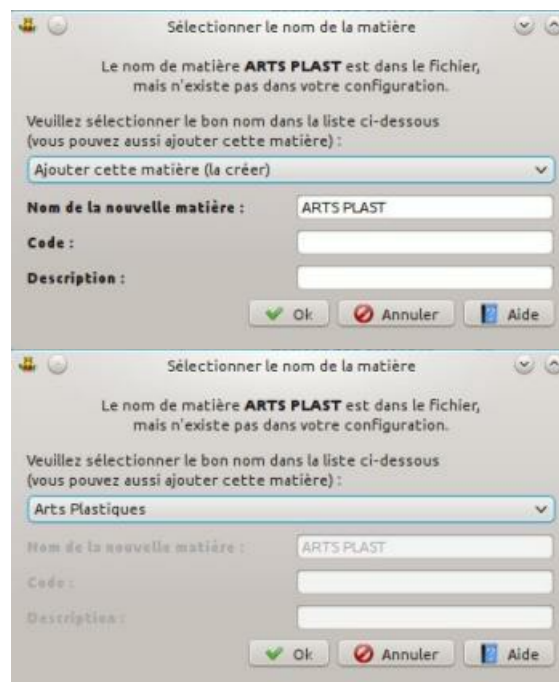 Sélectionner le nom de la matière
Le nom de matière ARTS PLAST est dans le fichier,
mais n'existe pas dans votre configuration.
Veuillez sélectionner le bon nom dans la liste ci-dessous
(vous pouvez aussi ajouter cette matière) :
Ajouter cette matière (la créer)
Nom de la nouvelle matière : ARTS PLAST
Code :
Description :
Ok Annuler Aide
Sélectionner le nom de la matière
Le nom de matière ARTS PLAST est dans le fichier,
mais n'existe pas dans votre configuration.
Veuillez sélectionner le bon nom dans la liste ci-dessous
(vous pouvez aussi ajouter cette matière) :
Arts Plastiques
Nom de la nouvelle matière : ARTS PLAST
Code :
Description :
Ok Annuler Aide